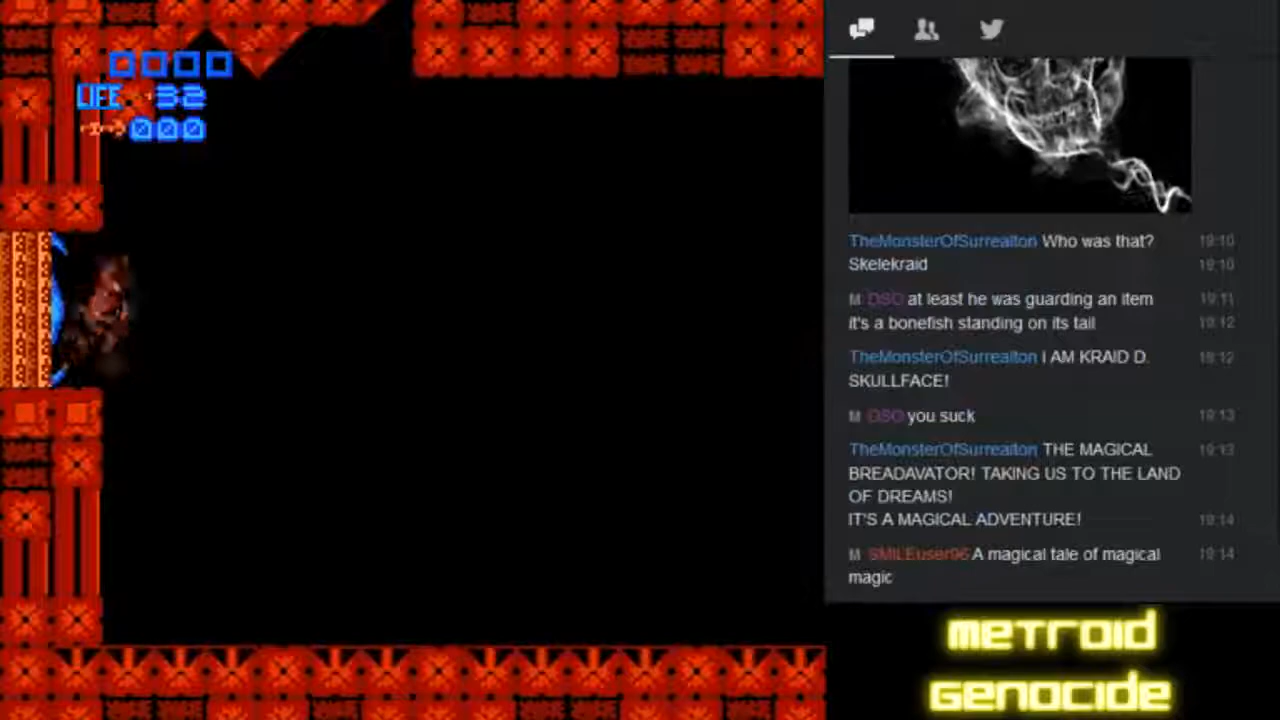 LIFE 32
000
TheMonsterOfSurrealton Who was that? 19:10
Skelekraid 19:10
M DSO at least he was guarding an item 19:11
it's a bonefish standing on its tail 19:12
TheMonsterOfSurrealton I AM KRAID D. 19:12
SKULLFACE!
M DSO you suck 19:13
TheMonsterOfSurrealton THE MAGICAL 19:13
BREADAVATOR! TAKING US TO THE LAND
OF DREAMS!
IT'S A MAGICAL ADVENTURE! 19:14
M SMILEuser96 A magical tale of magical 19:14
magic
METROID
GENOCIDE